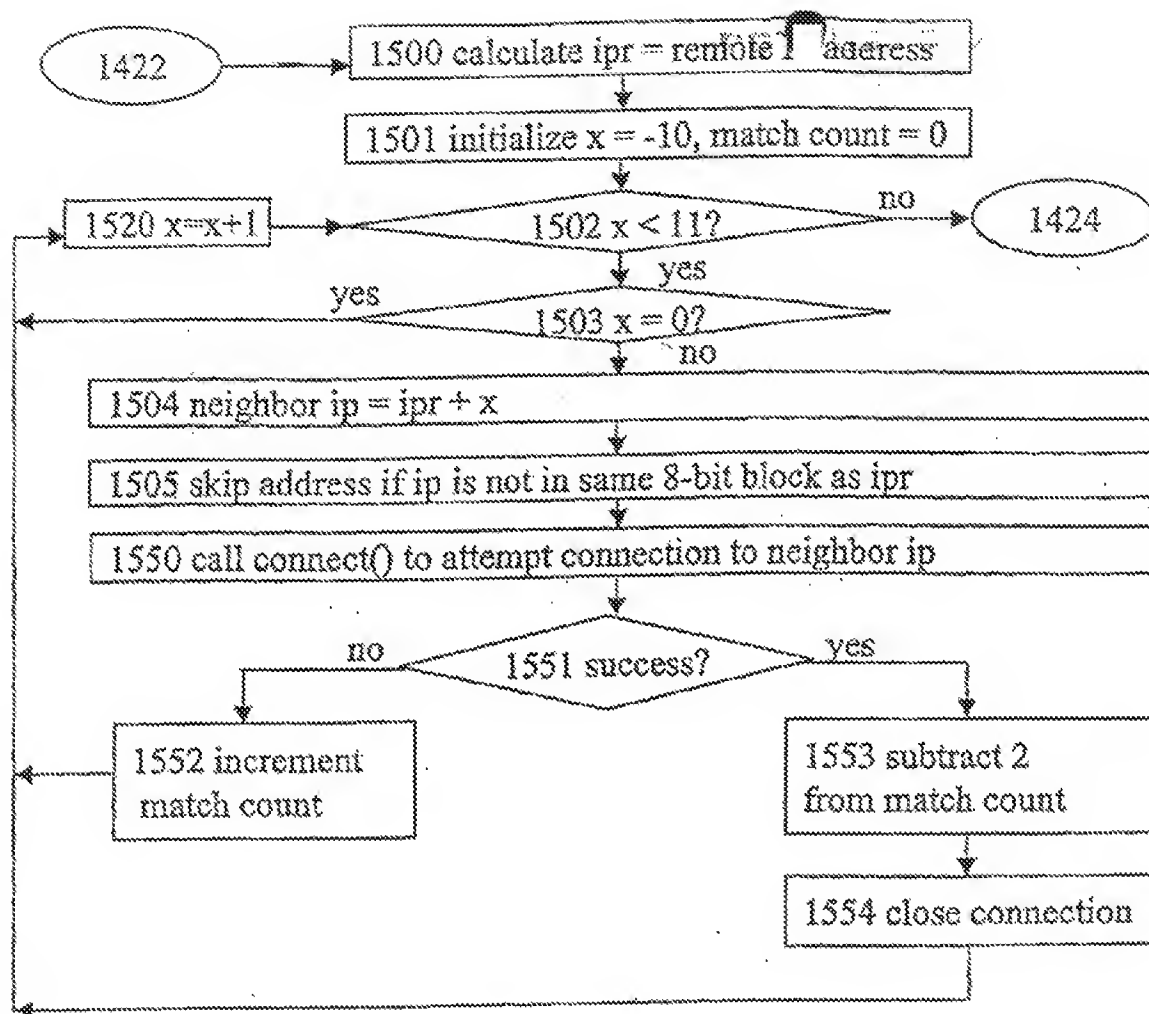 1422
1500 calculate ipr = remote address
1501 initialize x = -10, match count = 0
1520 x=x+1
1502 x < 11?
no
1424
yes
yes
1503 x = 0?
no
1504 neighbor ip = ipr + x
1505 skip address if ip is not in same 8-bit block as ipr
1550 call connect() to attempt connection to neighbor ip
no
1551 success?
yes
1552 increment
match count
1553 subtract 2
from match count
1554 close connection